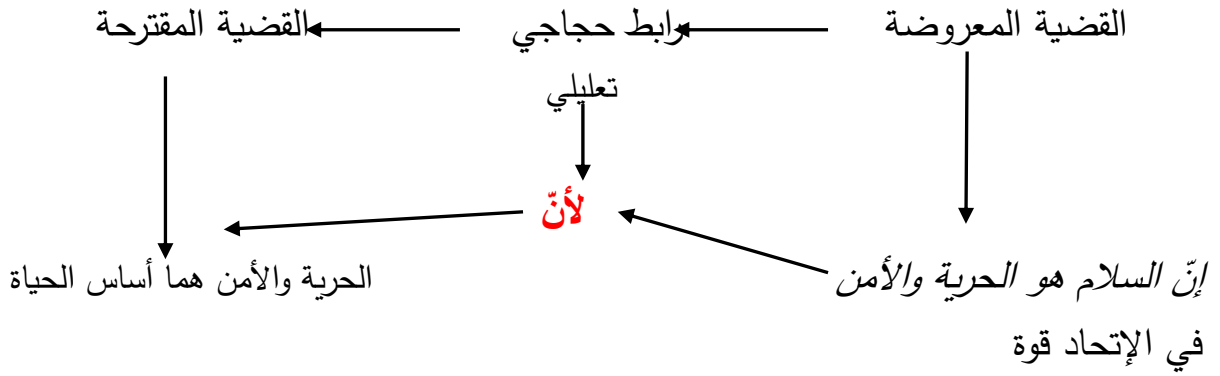 القضية المعروضة
رابط حجاجي
القضية المقترحة
تعليلي
لأنّ
إنّ السلام هو الحرية والأمن
الحرية والأمن هما أساس الحياة
في الإتحاد قوة